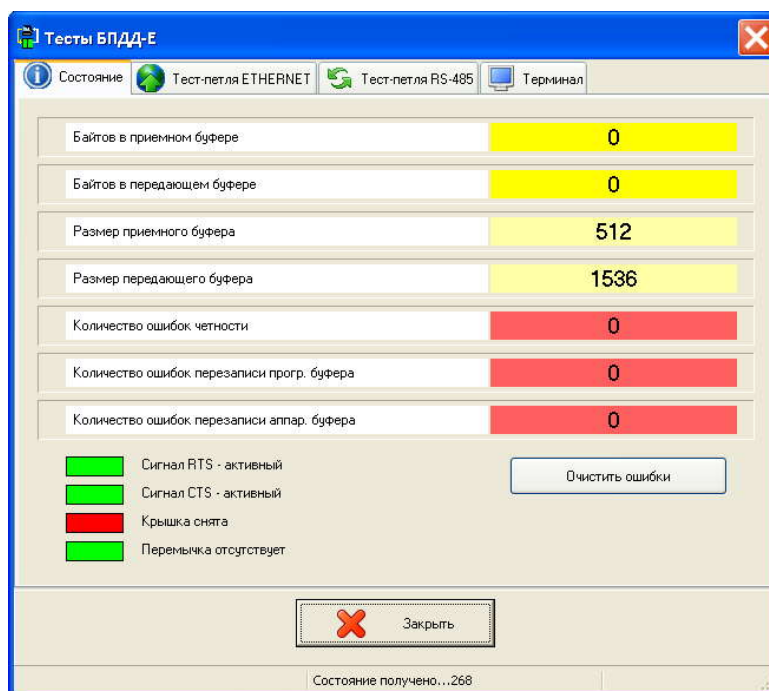 Тесты БПДД-Е
Состояние Тест-петля ETHERNET Тест-петля RS-485 Терминал
Байтов в приемном буфере 0
Байтов в передающем буфере 0
Размер приемного буфера 512
Размер передающего буфера 1536
Количество ошибок четности 0
Количество ошибок перезаписи прогр. буфера 0
Количество ошибок перезаписи аппар. буфера 0
Сигнал RTS - активный
Сигнал CTS - активный
Крышка снята
Перемычка отсутствует
Очистить ошибки
Закрыть
Состояние получено...268